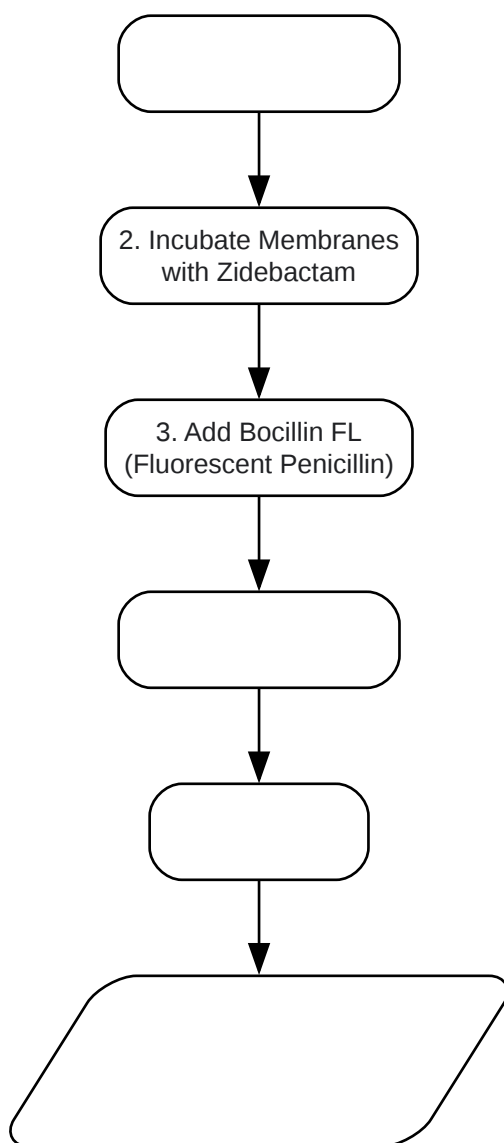 2. Incubate Membranes
with Zidebactam
3. Add Bocillin FL
(Fluorescent Penicillin)